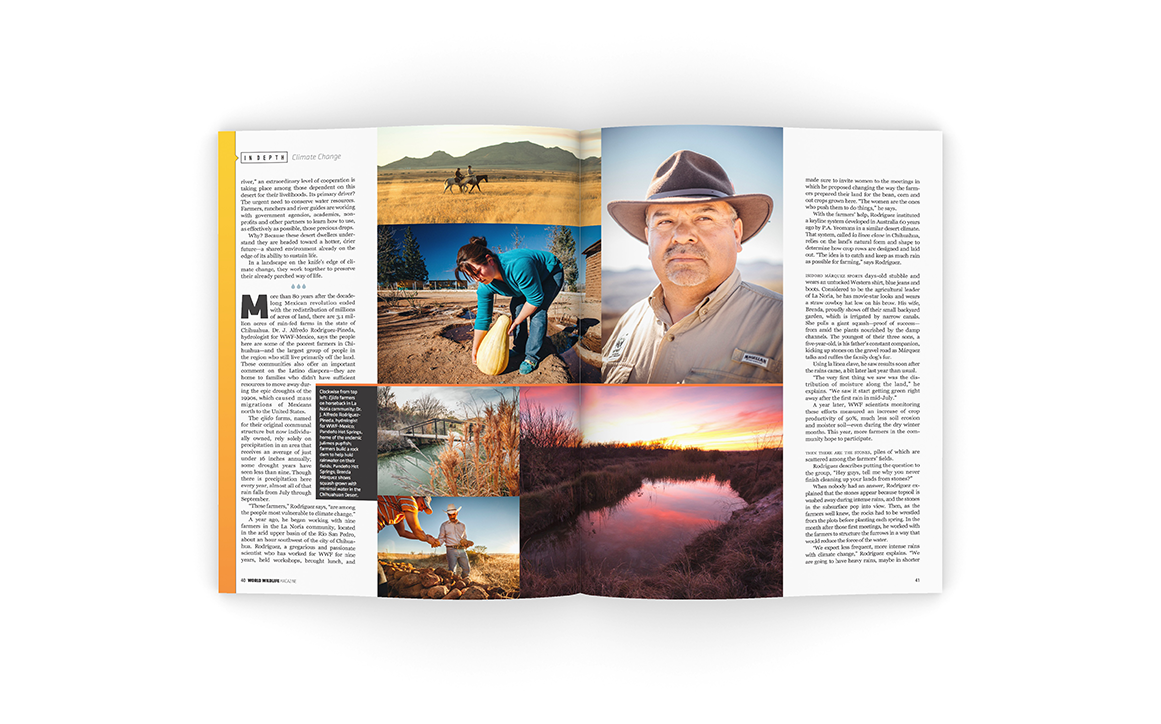 IN DEPTH Climate Change
river,” an extraordinary level of cooperation is
taking place among those dependent on this
desert for their livelihoods. Its primary driver?
The urgent need to conserve water resources.
Farmers, ranchers and river guides are working
with government agencies, academics, non-
profits and other partners to learn how to use,
as effectively as possible, those precious drops.
Why? Because these desert dwellers under-
stand they are headed toward a hotter, drier
future—a shared environment already on the
edge of its ability to sustain life.
In a landscape on the knife’s edge of cli-
mate change, they work together to preserve
their already parched way of life.
More than 80 years after the decade-
long Mexican revolution ended
with the redistribution of millions
of acres of land, there are 3.1 mil-
lion acres of rain-fed farms in the state of
Chihuahua. Dr. J. Alfredo Rodríguez-Pineda,
hydrologist for WWF-Mexico, says the people
here are some of the poorest farmers in Chi-
huahua—and the largest group of people in
the region who still live primarily off the land.
These communities also offer an important
comment on the Latino diaspora—they are
home to families who didn’t have sufficient
resources to move away dur-
ing the epic droughts of the
1990s, which caused mass
migrations of Mexicans
north to the United States.
The ejido farms, named
for their original communal
structure but now individu-
ally owned, rely solely on
precipitation in an area that
receives an average of just
under 16 inches annually,
some drought years have
seen less than nine. Though
there is precipitation here
every year, almost all of that
rain falls from July through
September.
“These farmers,” Rodríguez says, “are among
the people most vulnerable to climate change.”
A year ago, he began working with nine
farmers in the La Noria community, located
in the arid upper basin of the Río San Pedro,
about an hour southwest of the city of Chihua-
hua. Rodríguez, a gregarious and passionate
scientist who has worked for WWF for nine
years, held workshops, brought lunch, and
40 WORLD WILDLIFE MAGAZINE
Clockwise from top
left: Ejido farmers
on horseback in La
Noria community; Dr.
J. Alfredo Rodríguez-
Pineda, hydrologist
for WWF-Mexico;
Pandeño Hot Springs,
home of the endemic
Julimes pupfish;
farmers build a rock
dam to help hold
rainwater on their
fields; Pandeño Hot
Springs; Brenda
Márquez shows
squash grown with
minimal water in the
Chihuahuan Desert.
made sure to invite women to the meetings in
which he proposed changing the way the farm-
ers prepared their land for the bean, corn and
oat crops grown here. “The women are the ones
who push them to do things,” he says.
With the farmers’ help, Rodríguez instituted
a keyline system developed in Australia 60 years
ago by P.A. Yeomans in a similar desert climate.
That system, called la línea clave in Chihuahua,
relies on the land’s natural form and shape to
determine how crop rows are designed and laid
out. “The idea is to catch and keep as much rain
as possible for farming,” says Rodríguez.
ISIDORO MÁRQUEZ SPORTS days-old stubble and
wears an untucked Western shirt, blue jeans and
boots. Considered to be the agricultural leader
of La Noria, he has movie-star looks and wears
a straw cowboy hat low on his brow. His wife,
Brenda, proudly shows off their small backyard
garden, which is irrigated by narrow canals.
She pulls a giant squash—proof of success—
from amid the plants nourished by the damp
channels. The youngest of their three sons, a
five-year-old, is his father’s constant companion,
kicking up stones on the gravel road as Márquez
talks and ruffles the family dog’s fur.
Using la línea clave, he saw results soon after
the rains came, a bit later last year than usual.
“The very first thing we saw was the dis-
tribution of moisture along the land,” he
explains. “We saw it start getting green right
away after the first rain in mid-July.”
A year later, WWF scientists monitoring
these efforts measured an increase of crop
productivity of 50%, much less soil erosion
and moister soil—even during the dry winter
months. This year, more farmers in the com-
munity hope to participate.
THEN THERE ARE THE STONES, piles of which are
scattered among the farmers’ fields.
Rodríguez describes putting the question to
the group, “Hey guys, tell me why you never
finish cleaning up your lands from stones?”
When nobody had an answer, Rodríguez ex-
plained that the stones appear because topsoil is
washed away during intense rains, and the stones
in the subsurface pop into view. Then, as the
farmers well knew, the rocks had to be wrestled
from the plots before planting each spring. In the
month after those first meetings, he worked with
the farmers to structure the furrows in a way that
would reduce the force of the water.
“We expect less frequent, more intense rains
with climate change,” Rodríguez explains. “We
are going to have heavy rains, maybe in shorter
41